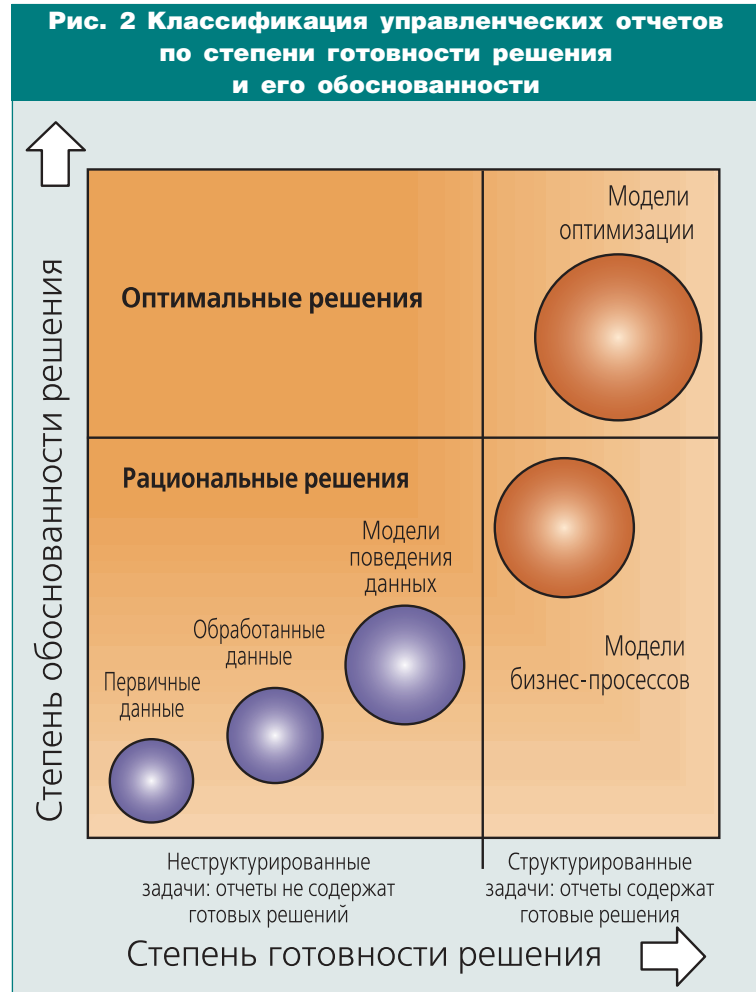 Рис. 2 Классификация управленческих отчетов
по степени готовности решения
и его обоснованности
Степень обоснованности решения
Модели
оптимизации
Оптимальные решения
Рациональные решения
Модели
поведения
данных
Обработанные
данные
Первичные
данные
Модели
бизнес-просессов
Неструктурированные
задачи: отчеты не содержат
готовых решений
Структурированные
задачи: отчеты содержат
готовые решения
Степень готовности решения